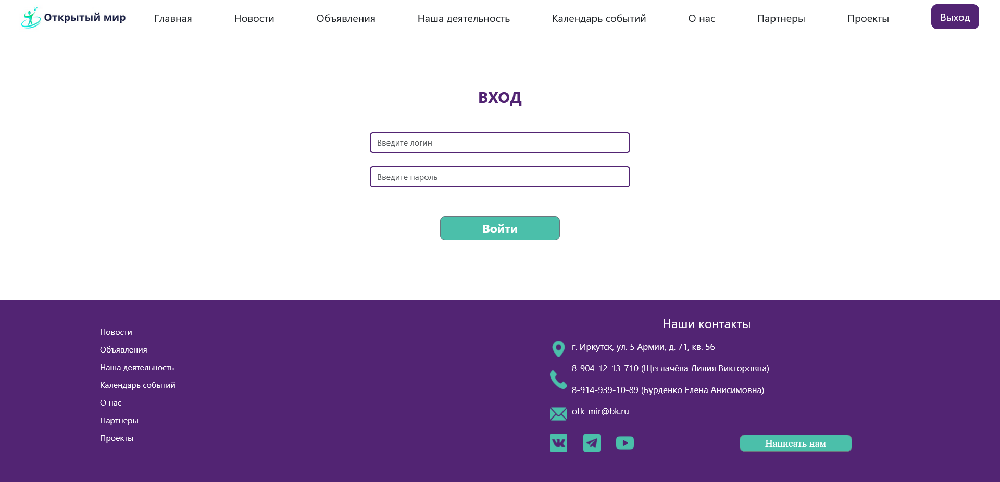 Открытый мир
Главная
Новости
Объявления
Наша деятельность
Календарь событий
О нас
Партнеры
Проекты
Выход
ВХОД
Введите логин
Введите пароль
Войти
Новости
Объявления
Наша деятельность
Календарь событий
О нас
Партнеры
Проекты
Наши контакты
г. Иркутск, ул. 5 Армии, д. 71, кв. 56
8-904-12-13-710 (Щеглачёва Лилия Викторовна)
8-914-939-10-89 (Бурденко Елена Анисимовна)
otk_mir@bk.ru
Написать нам